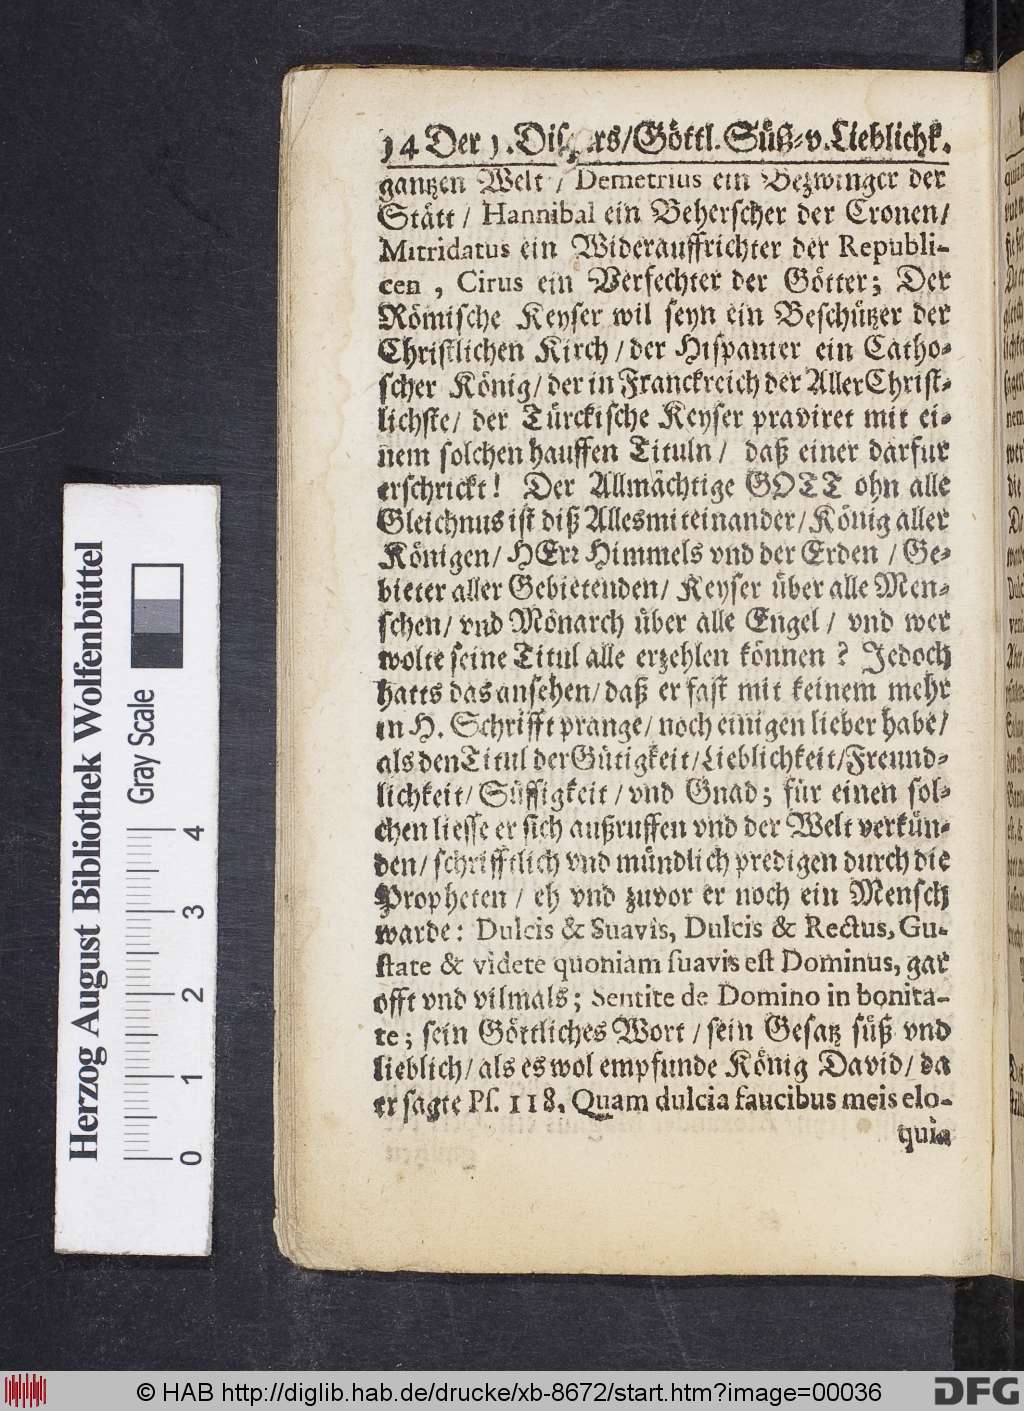 14 Der 1. Discurs/Göttl. Süß- v. Lieblichk.
gantzen Welt / Demetrius ein Bezwinger der
Stätt / Hannibal ein Beherscher der Cronen/
Mitridatus ein Widerauffrichter der Republi-
cen , Cirus ein Verfechter der Götter; Der
Römische Keyser wil seyn ein Beschützer der
Christlichen Kirch / der Hispanier ein Catho-
scher König/ der in Franckreich der AllerChrist-
lichste/ der Türckische Keyser praviret mit ei-
nem solchen hauffen Tituln / daß einer darfur
erschrickt! Der Allmächtige GOTT ohn alle
Gleichnus ist diß Alles miteinander/ König aller
Königen/ HErr Himmels vnd der Erden / Ge-
bieter aller Gebietenden/ Keyser über alle Men-
schen/ vnd Monarch über alle Engel / vnd wer
wolte seine Titul alle erzehlen können ? Jedoch
hatts das ansehen/ daß er fast mit keinem mehr
in H. Schrifft prange/ noch einigen lieber habe/
als den Titul der Gütigkeit/Lieblichkeit/Freund-
lichkeit/ Süssigkeit / vnd Gnad; für einen sol-
chen liesse er sich außruffen vnd der Welt verkün-
den/ schrifftlich vnd mündlich predigen durch die
Propheten / eh vnd zuvor er noch ein Mensch
warde: Dulcis & Suavis, Dulcis & Rectus, Gu-
state & videte quoniam suavis est Dominus, gar
offt vnd vilmals; Sentite de Domino in bonita-
te; sein Göttliches Wort / sein Gesatz süß vnd
lieblich/ als es wol empfunde König David/ da
er sagte Ps. 118. Quam dulcia faucibus meis elo-
quia
Herzog August Bibliothek Wolfenbüttel
Gray Scale
0 1 2 3 4
© HAB http://diglib.hab.de/drucke/xb-8672/start.htm?image=00036
DFG